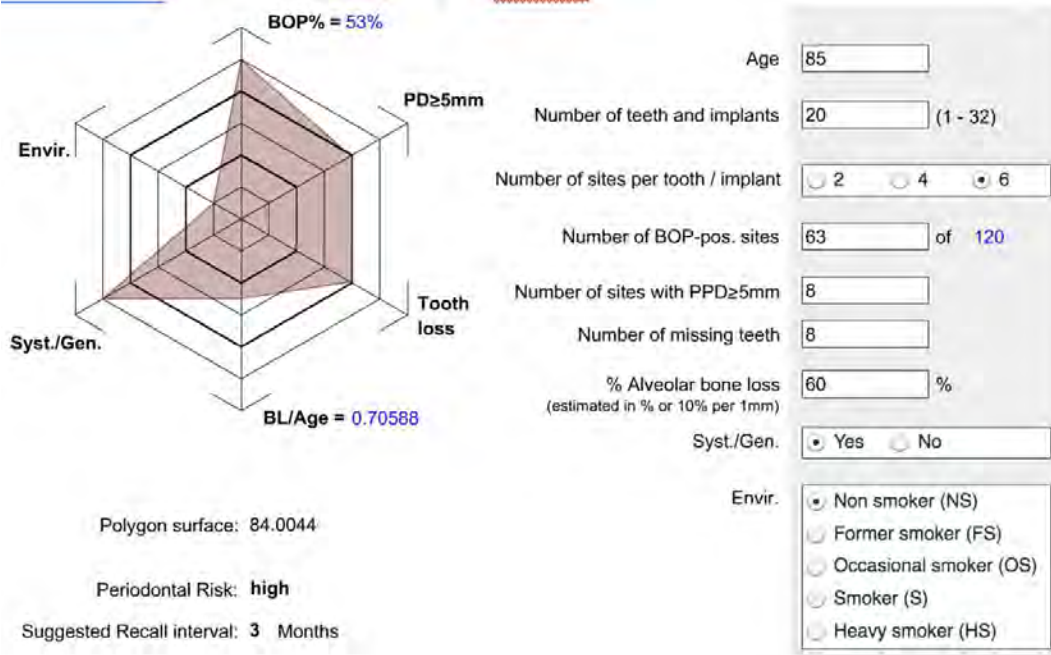 BOP% = 53%
PD≥5mm
Envir.
Tooth
loss
Syst./Gen.
BL/Age = 0.70588
Polygon surface: 84.0044
Periodontal Risk: high
Suggested Recall interval: 3 Months
Age 85
Number of teeth and implants 20 (1 - 32)
Number of sites per tooth / implant 2 4 6
Number of BOP-pos. sites 63 of 120
Number of sites with PPD≥5mm 8
Number of missing teeth 8
% Alveolar bone loss 60 %
(estimated in % or 10% per 1mm)
Syst./Gen. Yes No
Envir. Non smoker (NS)
Former smoker (FS)
Occasional smoker (OS)
Smoker (S)
Heavy smoker (HS)